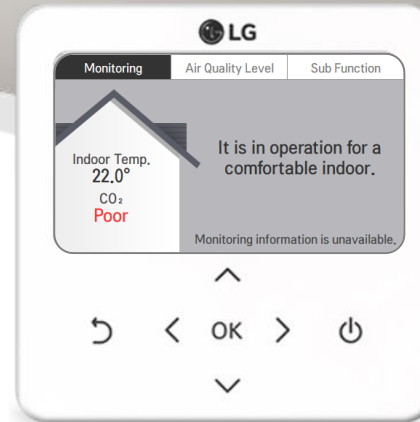 LG
Monitoring Air Quality Level Sub Function
It is in operation for a
comfortable indoor.
Indoor Temp.
22.0°
CO₂
Poor
Monitoring information is unavailable.
OK